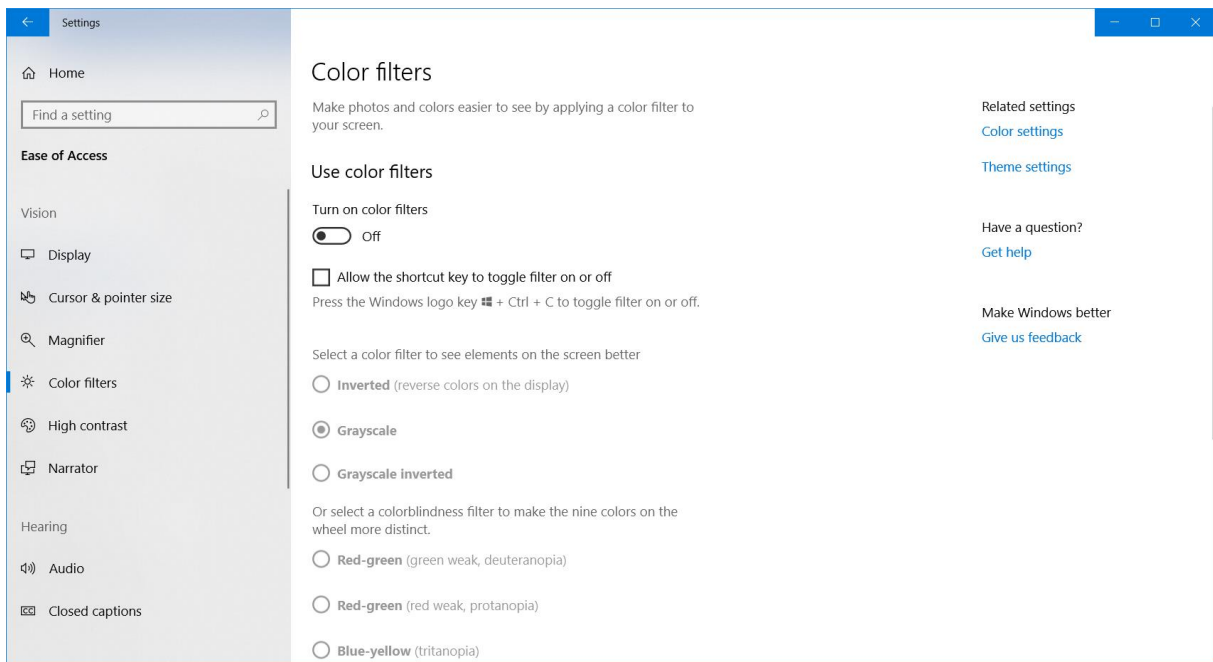 Settings
Home
Find a setting
Ease of Access
Vision
Display
Cursor & pointer size
Magnifier
Color filters
High contrast
Narrator
Hearing
Audio
Closed captions
Color filters
Make photos and colors easier to see by applying a color filter to
your screen.
Use color filters
Turn on color filters
Off
Allow the shortcut key to toggle filter on or off
Press the Windows logo key + Ctrl + C to toggle filter on or off.
Select a color filter to see elements on the screen better
Inverted (reverse colors on the display)
Grayscale
Grayscale inverted
Or select a colorblindness filter to make the nine colors on the
wheel more distinct.
Red-green (green weak, deuteranopia)
Red-green (red weak, protanopia)
Blue-yellow (tritanopia)
Related settings
Color settings
Theme settings
Have a question?
Get help
Make Windows better
Give us feedback